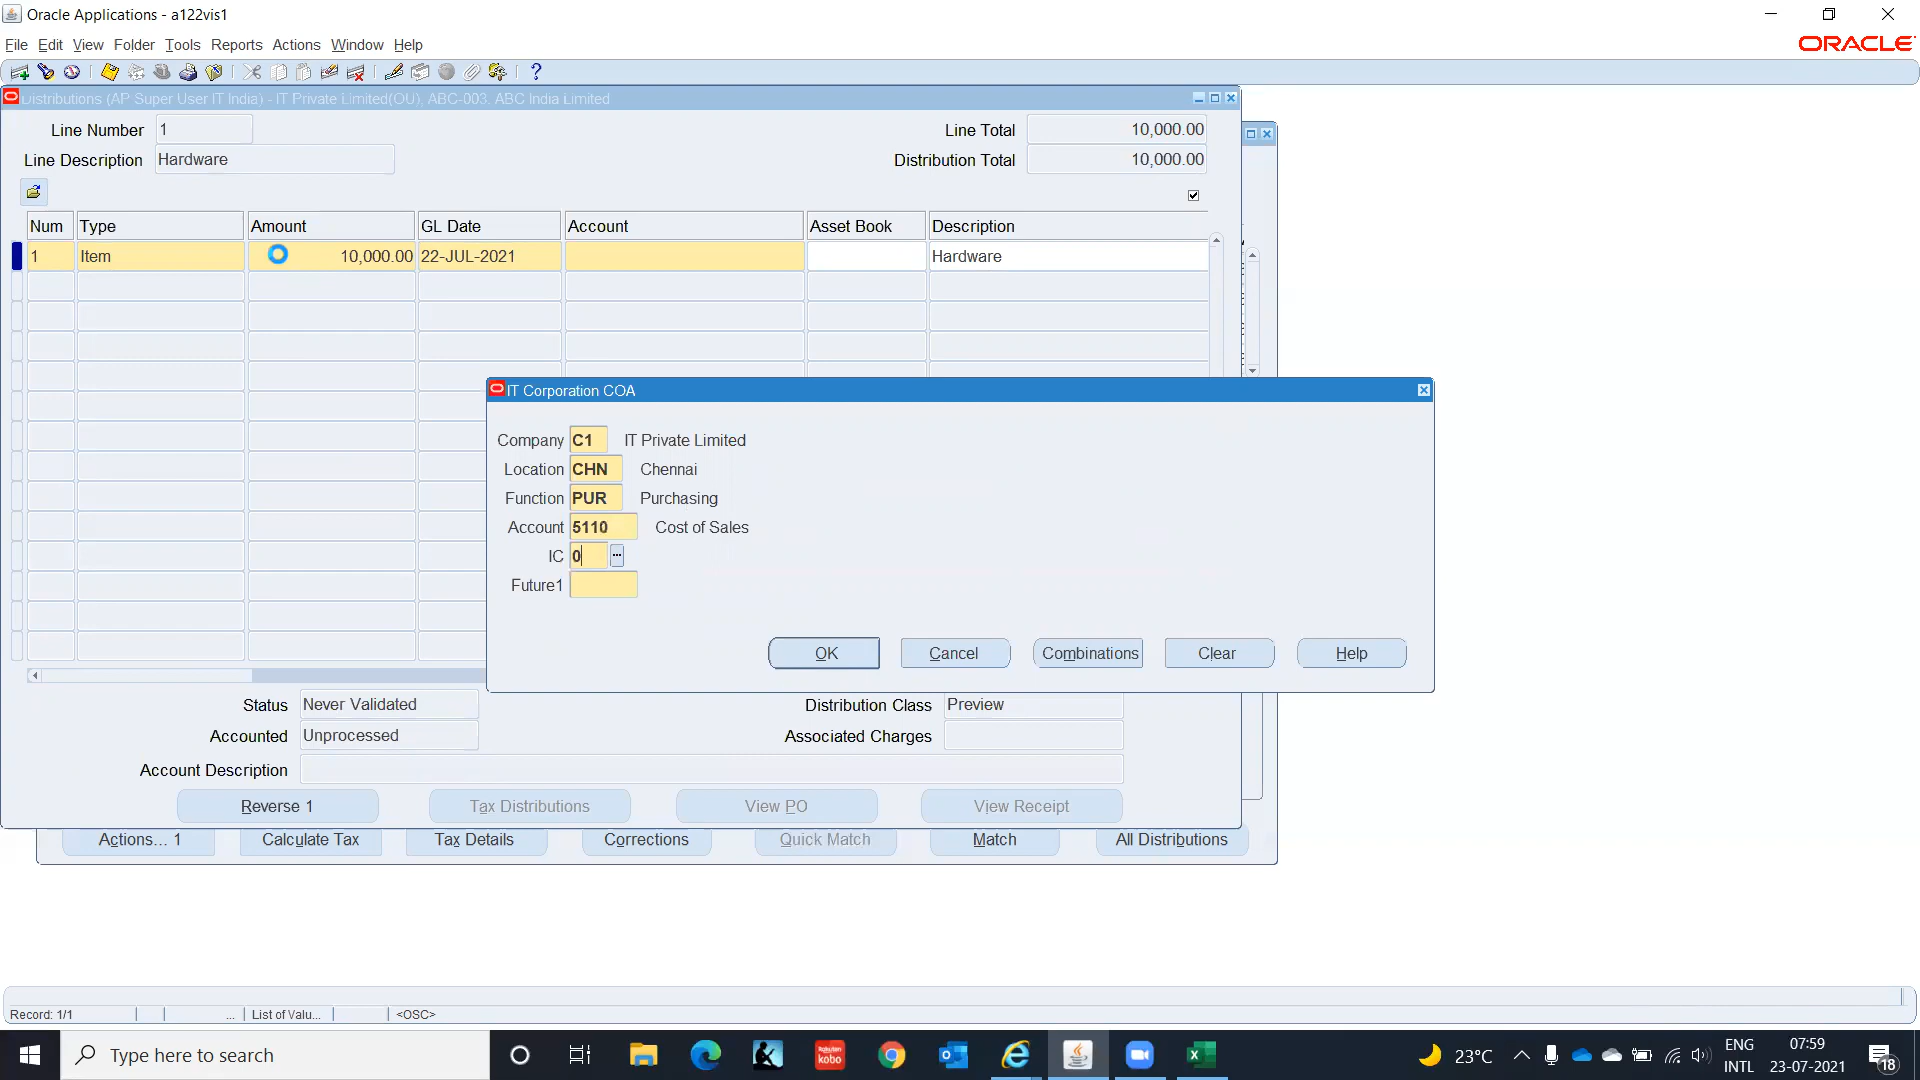 Oracle Applications - a122vis1
File Edit View Folder Tools Reports Actions Window Help
ORACLE
Distributions (AP Super User IT India) - IT Private Limited(OU), ABC-003. ABC India Limited
Line Number 1
Line Total 10,000.00
Line Description Hardware
Distribution Total 10,000.00
Num Type Amount GL Date Account Asset Book Description
1 Item 10,000.00 22-JUL-2021 Hardware
IT Corporation COA
Company C1 IT Private Limited
Location CHN Chennai
Function PUR Purchasing
Account 5110 Cost of Sales
IC 0 ...
Future1
OK Cancel Combinations Clear Help
Status Never Validated
Distribution Class Preview
Accounted Unprocessed
Associated Charges
Account Description
Reverse 1 Tax Distributions View PO View Receipt
Actions... 1 Calculate Tax Tax Details Corrections Quick Match Match All Distributions
Record: 1/1 ... List of Valu... <OSC>
Type here to search
Rakuten kobo
23°C
ENG
INTL
07:59
23-07-2021
18